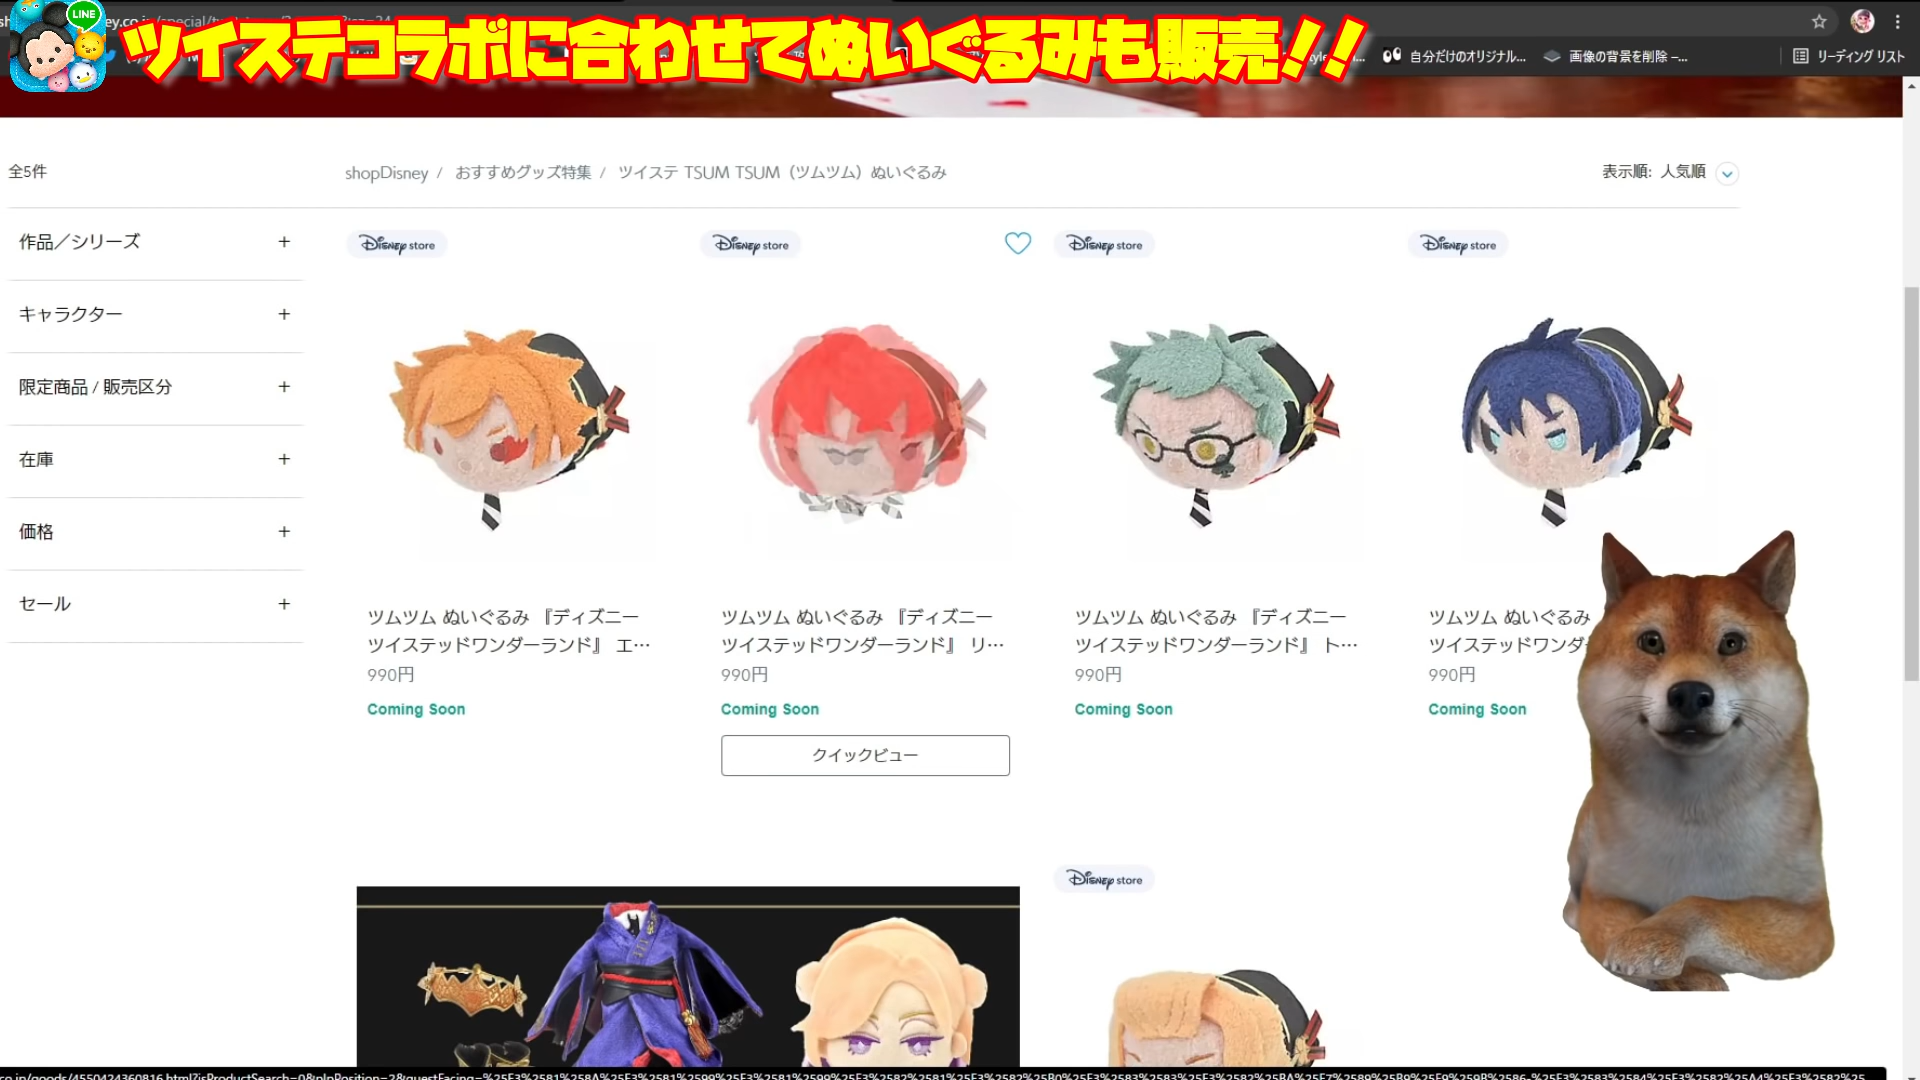 LINE
ツイステコラボに合わせてぬいぐるみも販売!!
自分だけのオリジナル...
画像の背景を削除 –...
リーディング リスト
全5件
shopDisney / おすすめグッズ特集 / ツイステ TSUM TSUM（ツムツム）ぬいぐるみ
表示順: 人気順
作品／シリーズ +
キャラクター +
限定商品 / 販売区分 +
在庫 +
価格 +
セール +
Disney store
Disney store
Disney store
Disney store
ツムツム ぬいぐるみ 『ディズニー
ツイステッドワンダーランド』 エ…
990円
Coming Soon
ツムツム ぬいぐるみ 『ディズニー
ツイステッドワンダーランド』 リ…
990円
Coming Soon
クイックビュー
ツムツム ぬいぐるみ 『ディズニー
ツイステッドワンダーランド』 ト…
990円
Coming Soon
ツムツム ぬいぐるみ
ツイステッドワンダ
990円
Coming Soon
Disney store